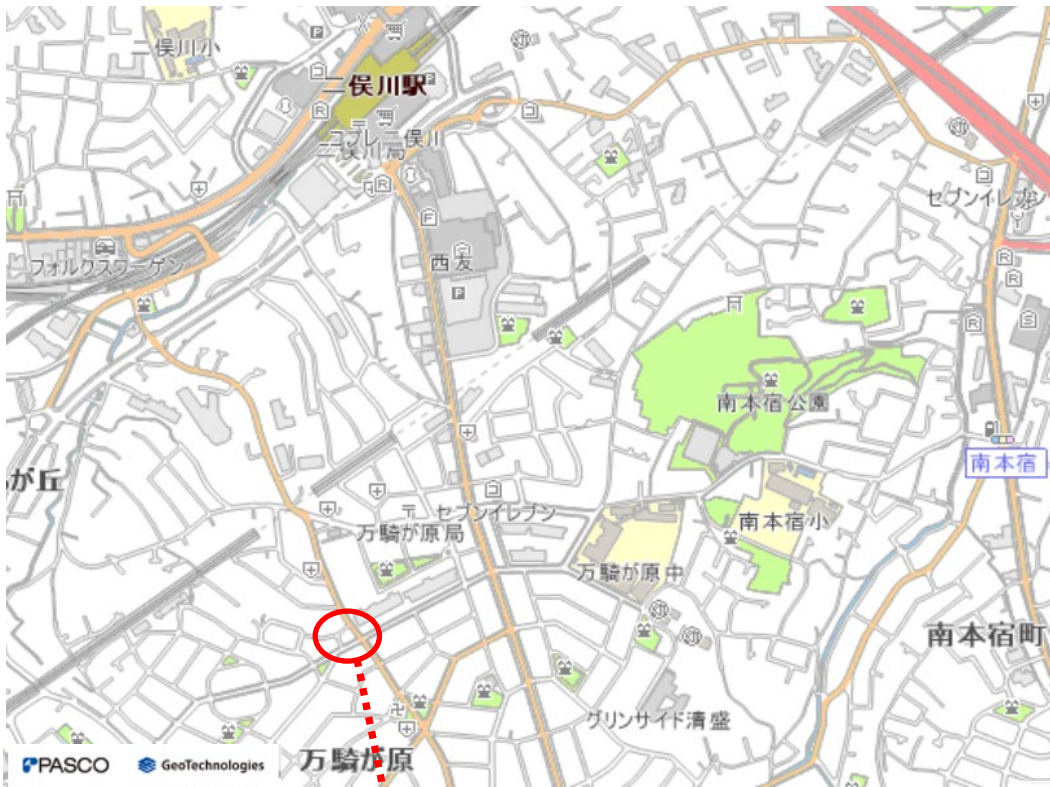 俣川小
二俣川駅
コプレ二俣川
二俣川局
セブンイレブン
フォルクスワーゲン
西友
南本宿公園
南本宿
が丘
〒 セブンイレブン
万騎が原局
南本宿小
万騎が原中
南本宿町
グリンサイド清盛
万騎が原
PASCO
GeoTechnologies